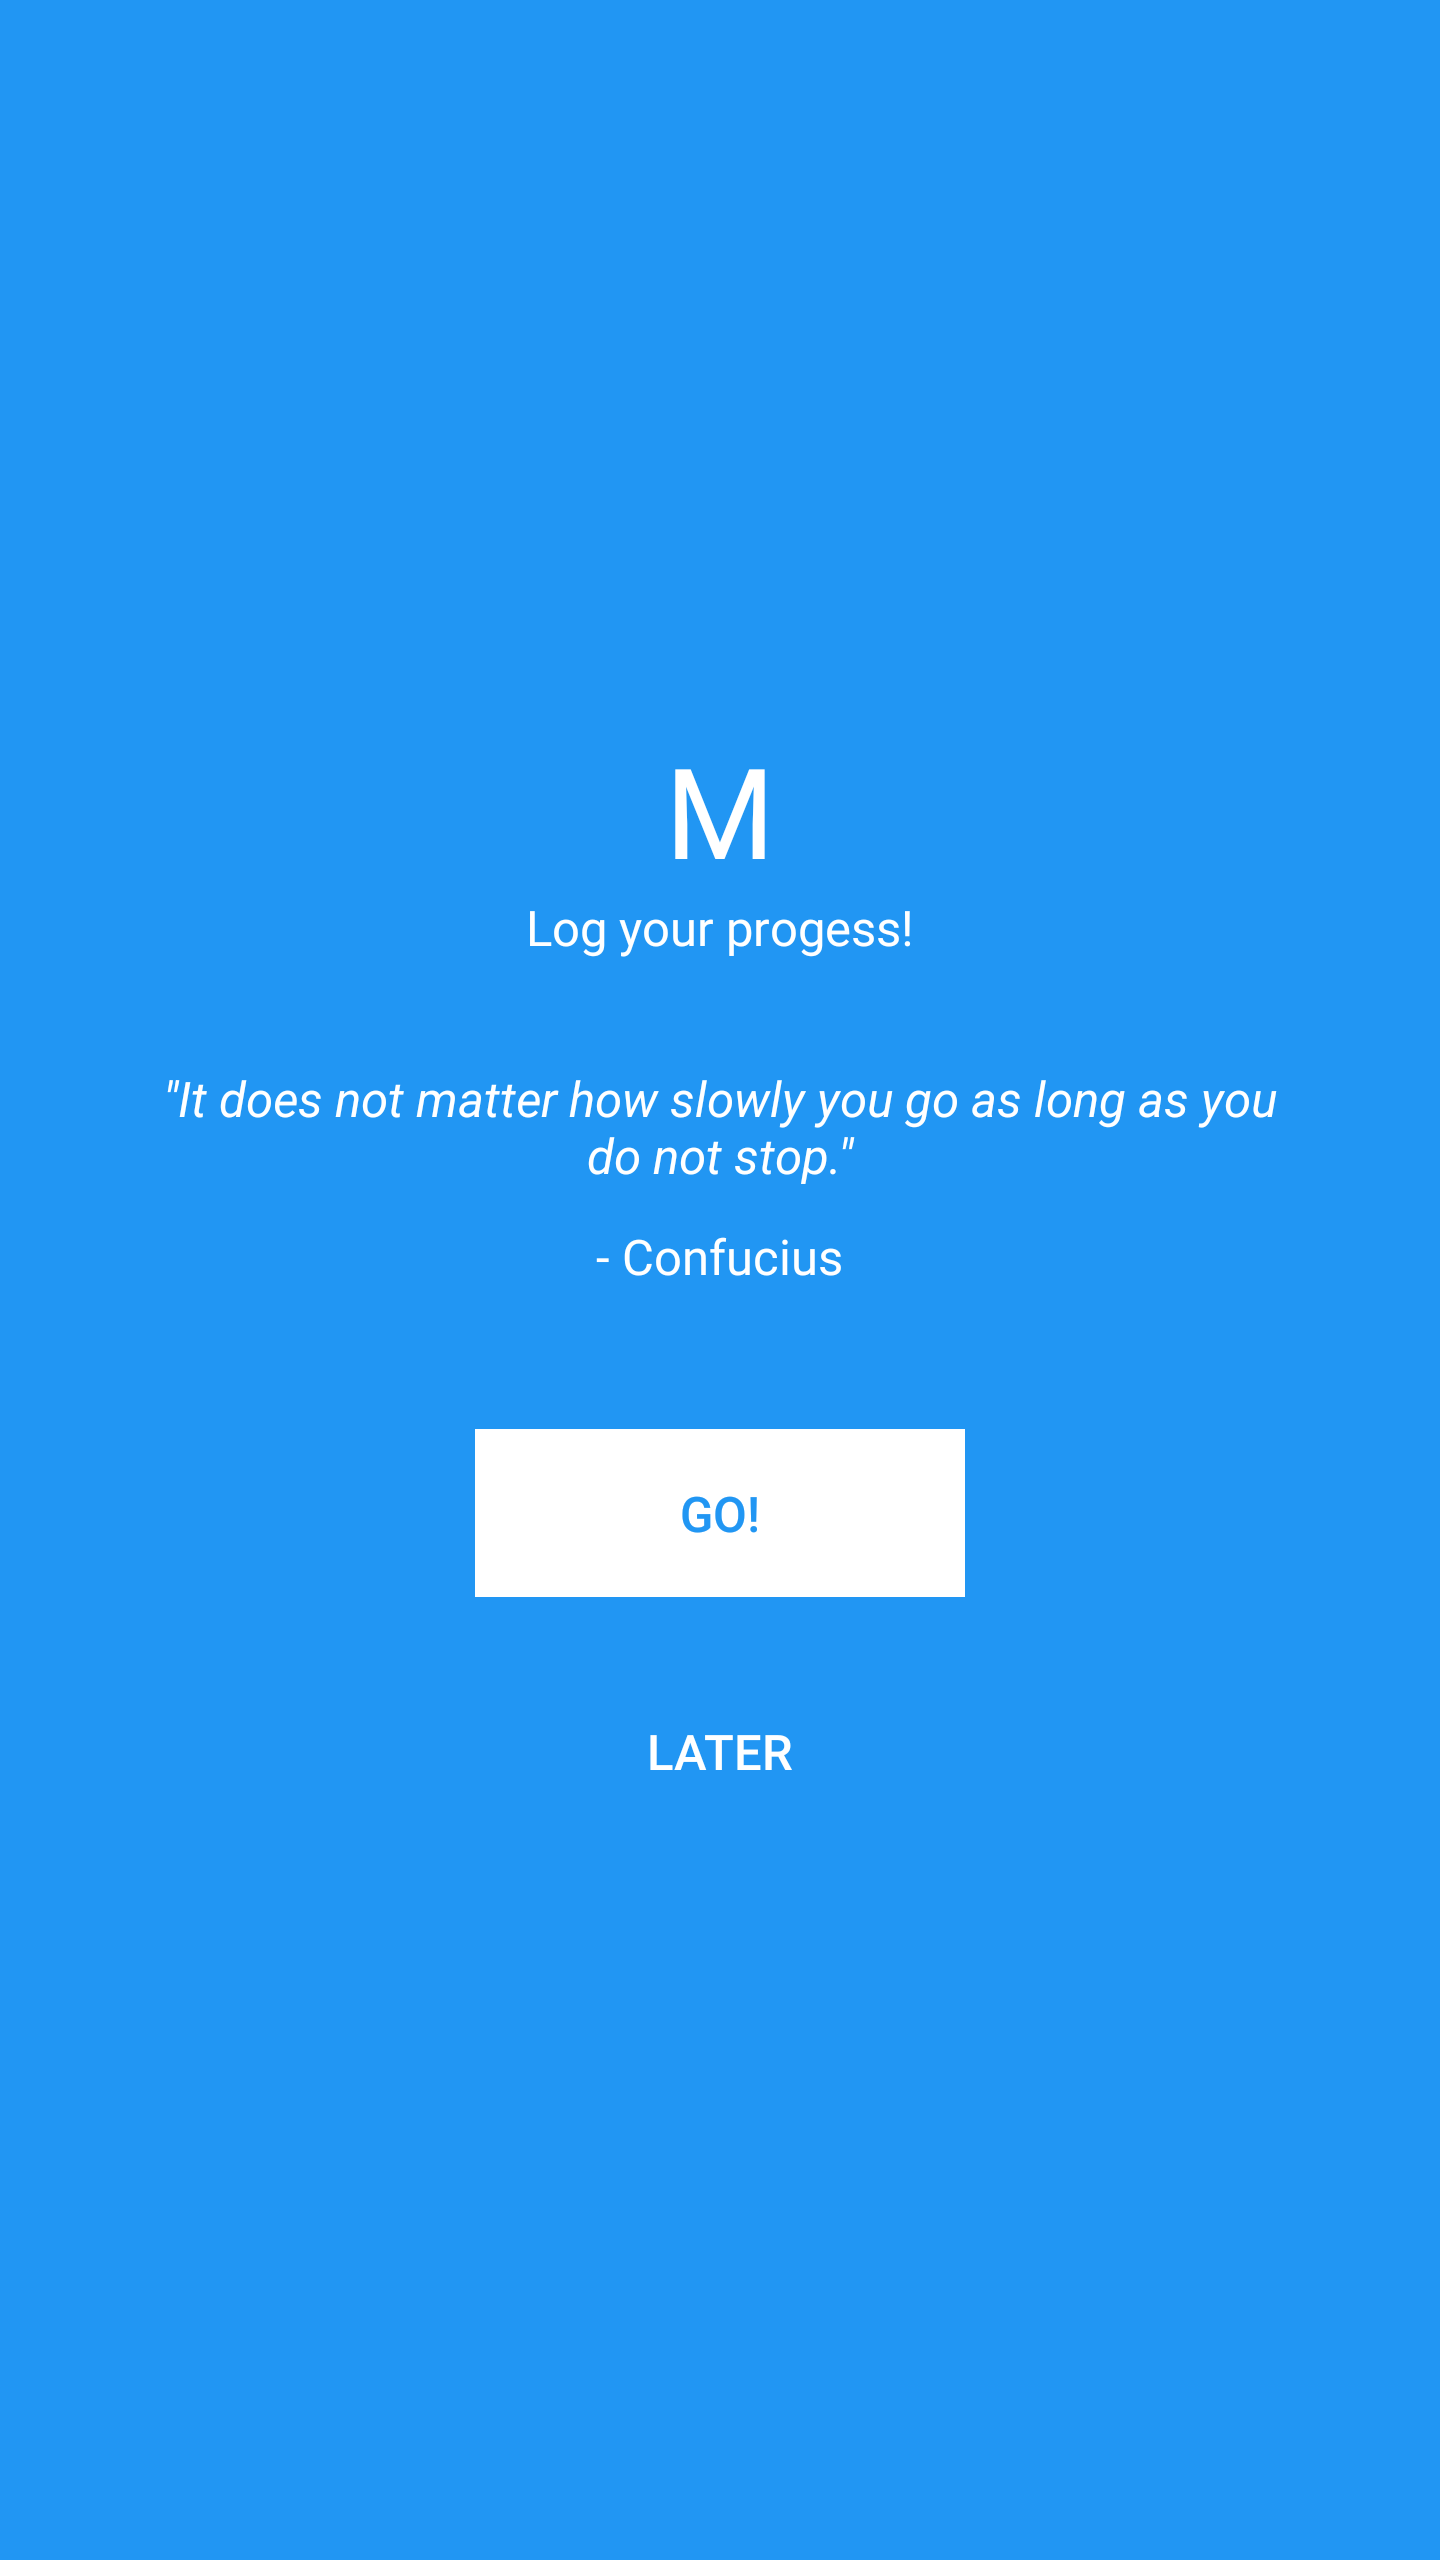 M
Log your progess!
"It does not matter how slowly you go as long as you
do not stop."
- Confucius
GO!
LATER